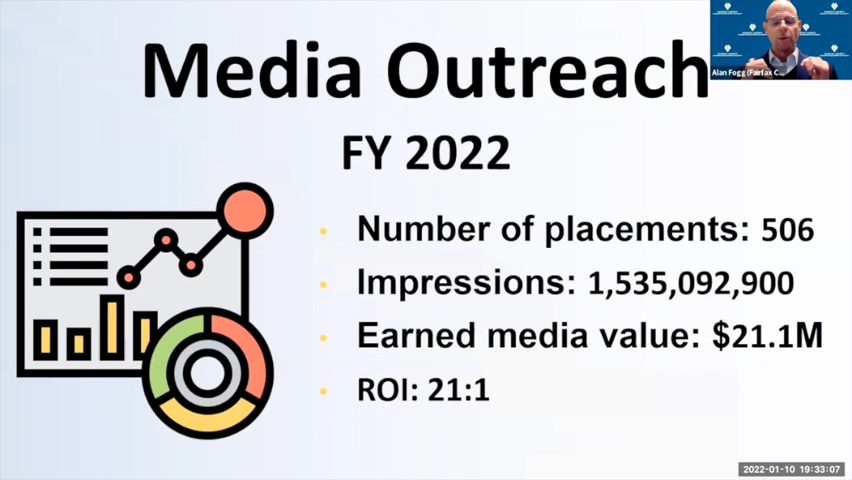 Media Outreach
Alan Fogg (Fairfax C...
FY 2022
Number of placements: 506
Impressions: 1,535,092,900
Earned media value: $21.1M
ROI: 21:1
2022-01-10 19:33:07